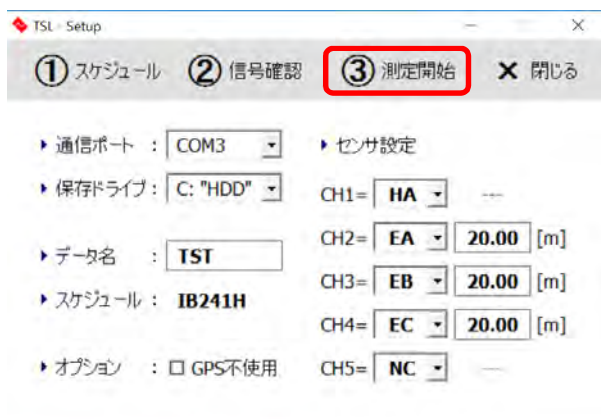 TSL - Setup
① スケジュール ② 信号確認 ③ 測定開始 × 閉じる
通信ポート : COM3
保存ドライブ : C: "HDD"
データ名 : TST
スケジュール : IB241H
オプション : GPS不使用
センサ設定
CH1= HA ---
CH2= EA 20.00 [m]
CH3= EB 20.00 [m]
CH4= EC 20.00 [m]
CH5= NC ---